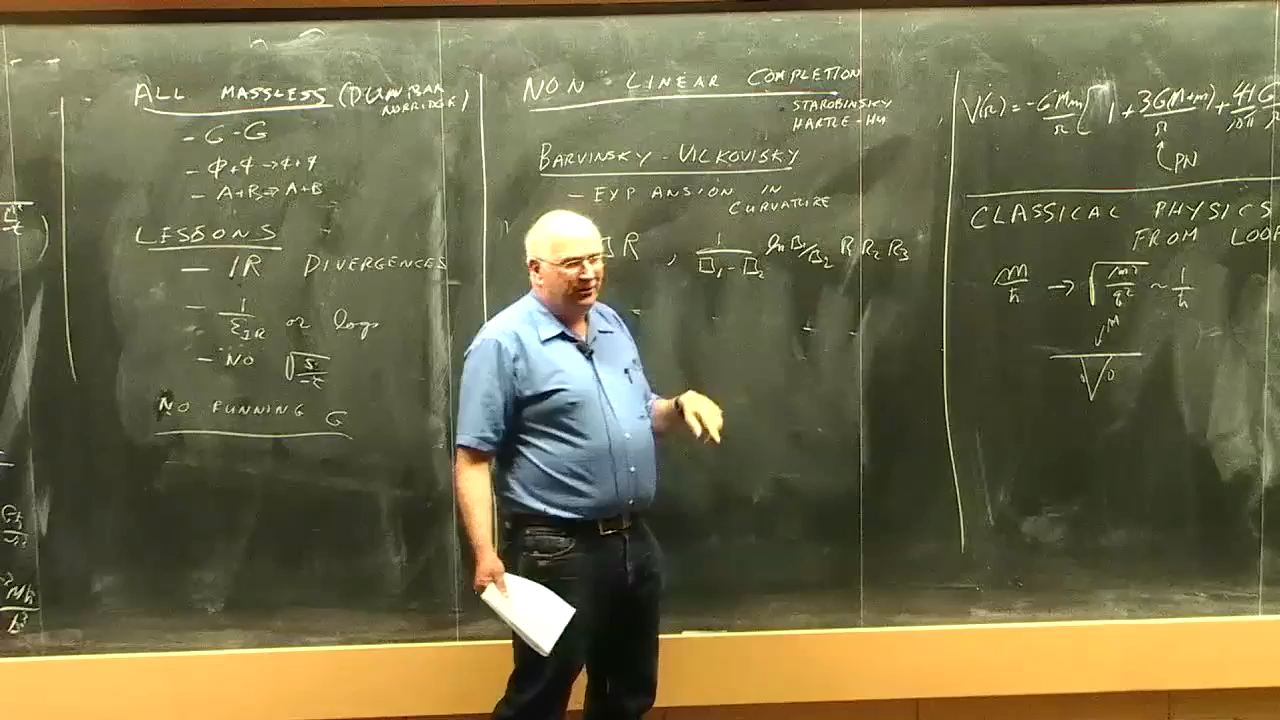 ALL MASSLESS (DUNBAR
NORRIDGE)
- G - G
- φ+φ → φ+φ
- A+B → A+B
LESSONS
- IR DIVERGENCES
- 1/ε_IR or logs
- NO √(s/-t)
NO RUNNING G
NON - LINEAR COMPLETION
- STAROBINSKY
HARTLE - HU
BARVINSKY - VILKOVISKY
- EXPANSION IN
CURVATURE
R , 1/(□₁ - □₂) ln □₁/□₂ R R₂ R₃
V(r) = -GMm/r [ 1 + 3G(M+m)/r + 41/10π G
PN
CLASSICAL PHYSICS
FROM LOOP
m/ħ → √(m²/q²) ~ 1/ħ
M